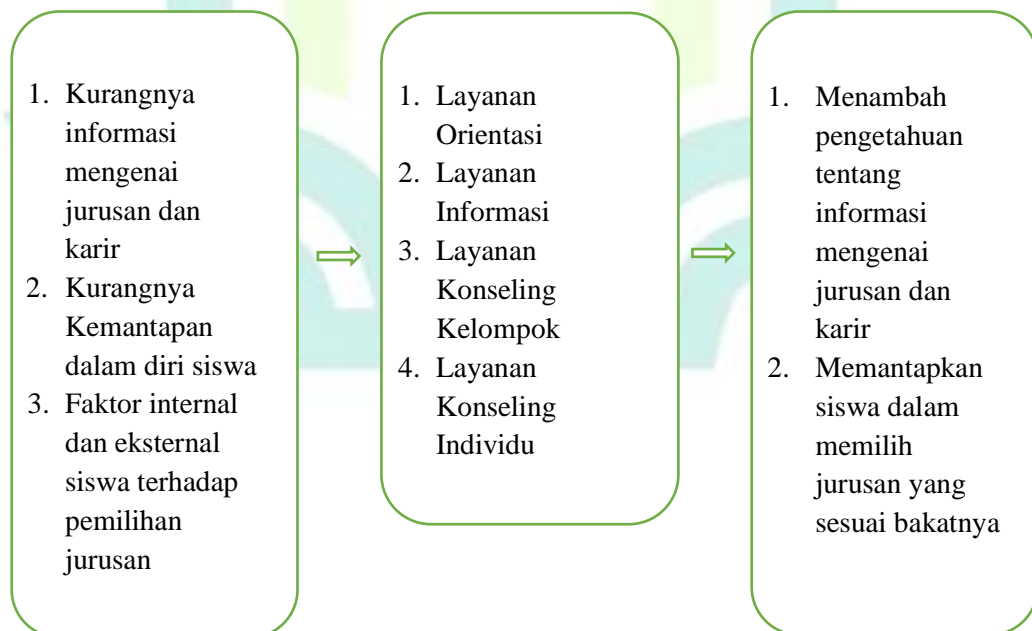 1. Kurangnya
informasi
mengenai
jurusan dan
karir
2. Kurangnya
Kemantapan
dalam diri siswa
3. Faktor internal
dan eksternal
siswa terhadap
pemilihan
jurusan
1. Layanan
Orientasi
2. Layanan
Informasi
3. Layanan
Konseling
Kelompok
4. Layanan
Konseling
Individu
1. Menambah
pengetahuan
tentang
informasi
mengenai
jurusan dan
karir
2. Memantapkan
siswa dalam
memilih
jurusan yang
sesuai bakatnya